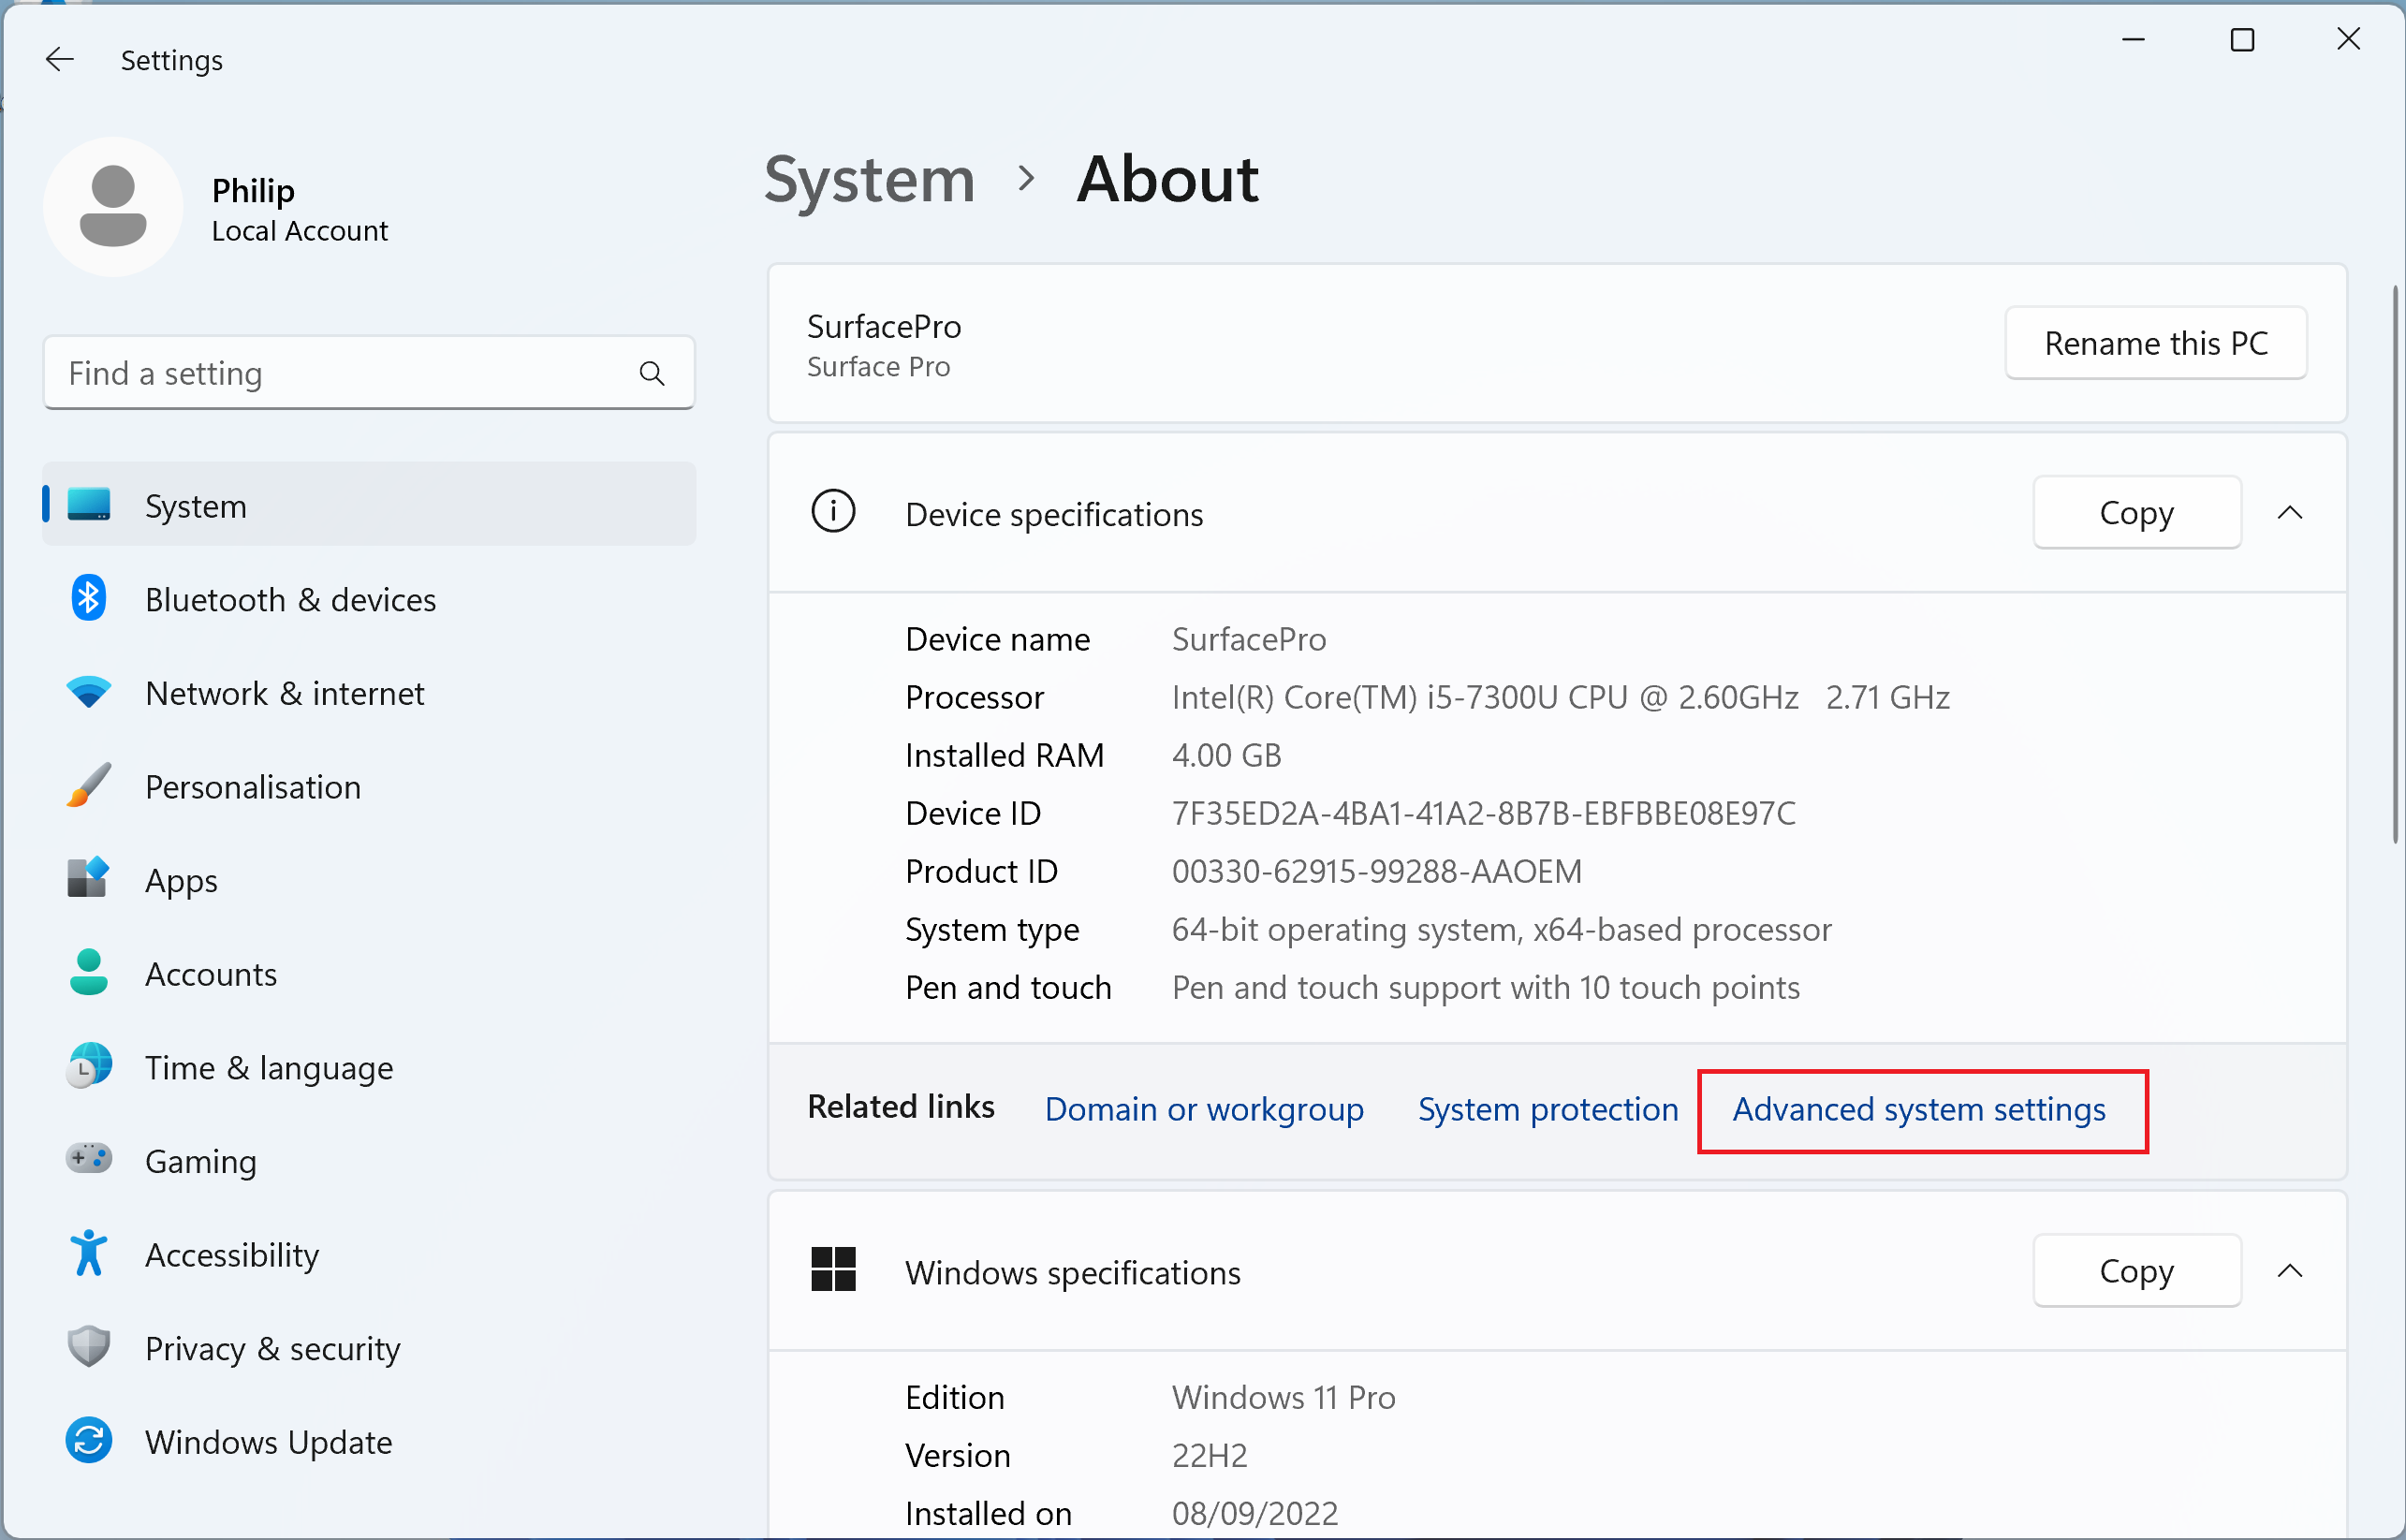 Settings
Philip
Local Account
Find a setting
System
Bluetooth & devices
Network & internet
Personalisation
Apps
Accounts
Time & language
Gaming
Accessibility
Privacy & security
Windows Update
System > About
SurfacePro
Surface Pro
Rename this PC
Device specifications
Copy
Device name SurfacePro
Processor Intel(R) Core(TM) i5-7300U CPU @ 2.60GHz 2.71 GHz
Installed RAM 4.00 GB
Device ID 7F35ED2A-4BA1-41A2-8B7B-EBFBBE08E97C
Product ID 00330-62915-99288-AAOEM
System type 64-bit operating system, x64-based processor
Pen and touch Pen and touch support with 10 touch points
Related links Domain or workgroup System protection Advanced system settings
Windows specifications
Copy
Edition Windows 11 Pro
Version 22H2
Installed on 08/09/2022